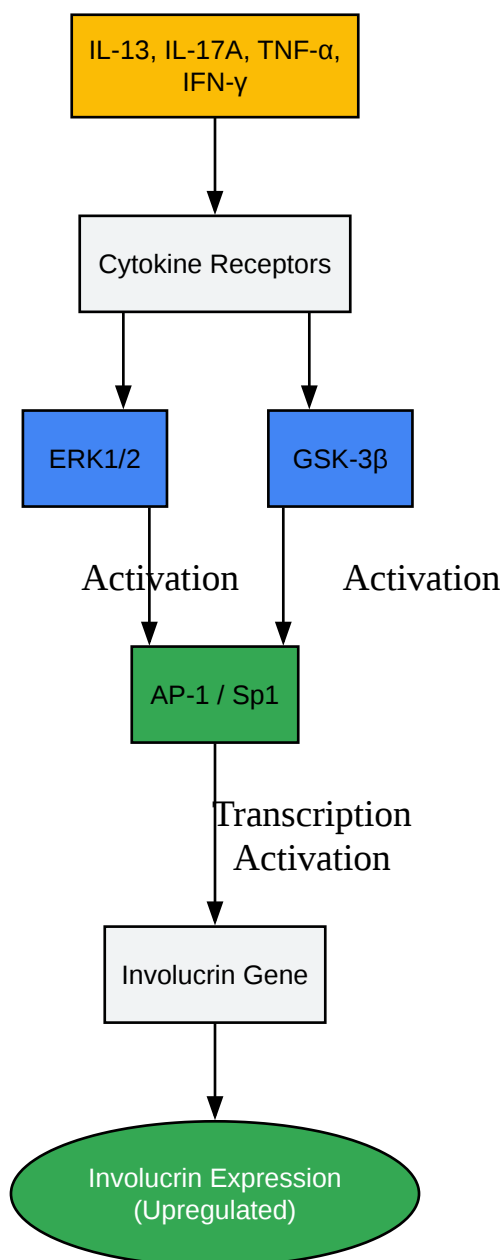 IL-13, IL-17A, TNF-α,
IFN-γ
Cytokine Receptors
ERK1/2
GSK-3β
Activation
Activation
AP-1 / Sp1
Transcription
Activation
Involucrin Gene
Involucrin Expression
(Upregulated)